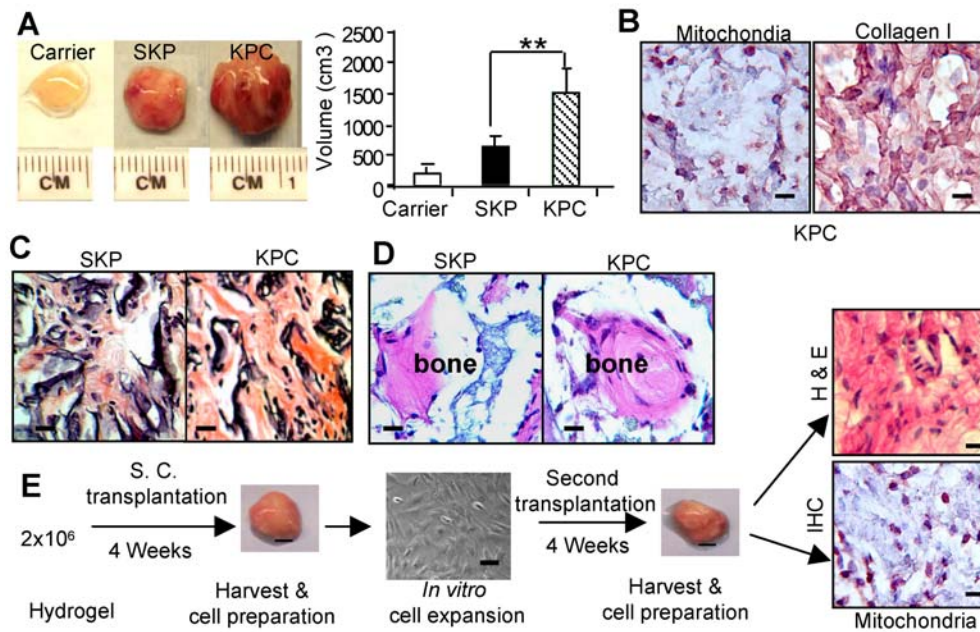 A
Carrier
SKP
KPC
CM
CM
CM 1
Volume (cm3)
2500
2000
1500
1000
500
0
**
Carrier
SKP
KPC
B
Mitochondia
Collagen I
KPC
C
SKP
KPC
D
SKP
KPC
bone
bone
E
2x10⁶
Hydrogel
S. C.
transplantation
4 Weeks
Harvest &
cell preparation
In vitro
cell expansion
Second
transplantation
4 Weeks
Harvest &
cell preparation
H & E
IHC
Mitochondria